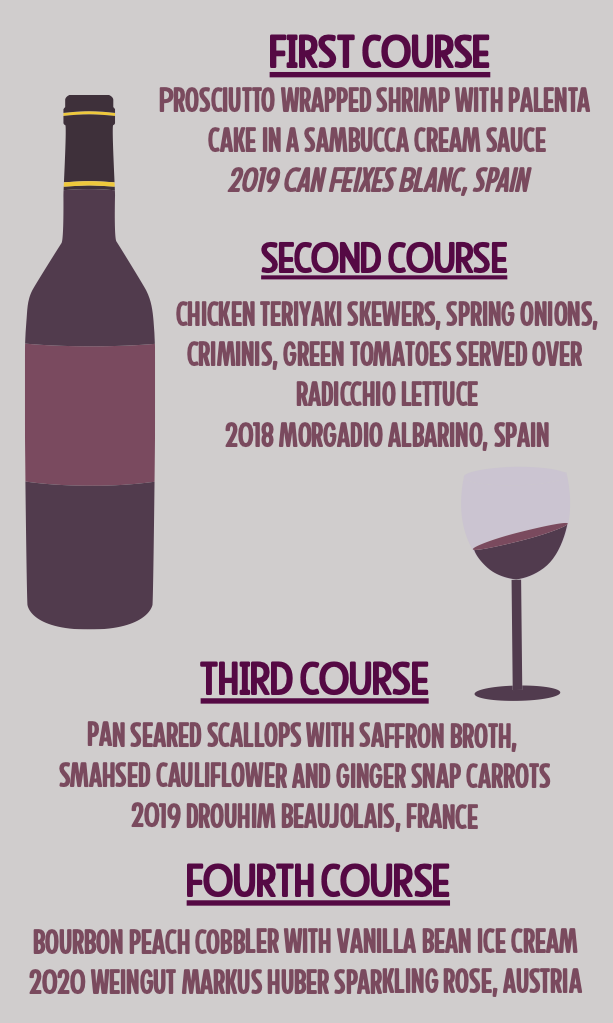 FIRST COURSE
PROSCIUTTO WRAPPED SHRIMP WITH PALENTA
CAKE IN A SAMBUCCA CREAM SAUCE
2019 CAN FEIXES BLANC, SPAIN
SECOND COURSE
CHICKEN TERIYAKI SKEWERS, SPRING ONIONS,
CRIMINIS, GREEN TOMATOES SERVED OVER
RADICCHIO LETTUCE
2018 MORGADIO ALBARINO, SPAIN
THIRD COURSE
PAN SEARED SCALLOPS WITH SAFFRON BROTH,
SMAHSED CAULIFLOWER AND GINGER SNAP CARROTS
2019 DROUHIM BEAUJOLAIS, FRANCE
FOURTH COURSE
BOURBON PEACH COBBLER WITH VANILLA BEAN ICE CREAM
2020 WEINGUT MARKUS HUBER SPARKLING ROSE, AUSTRIA